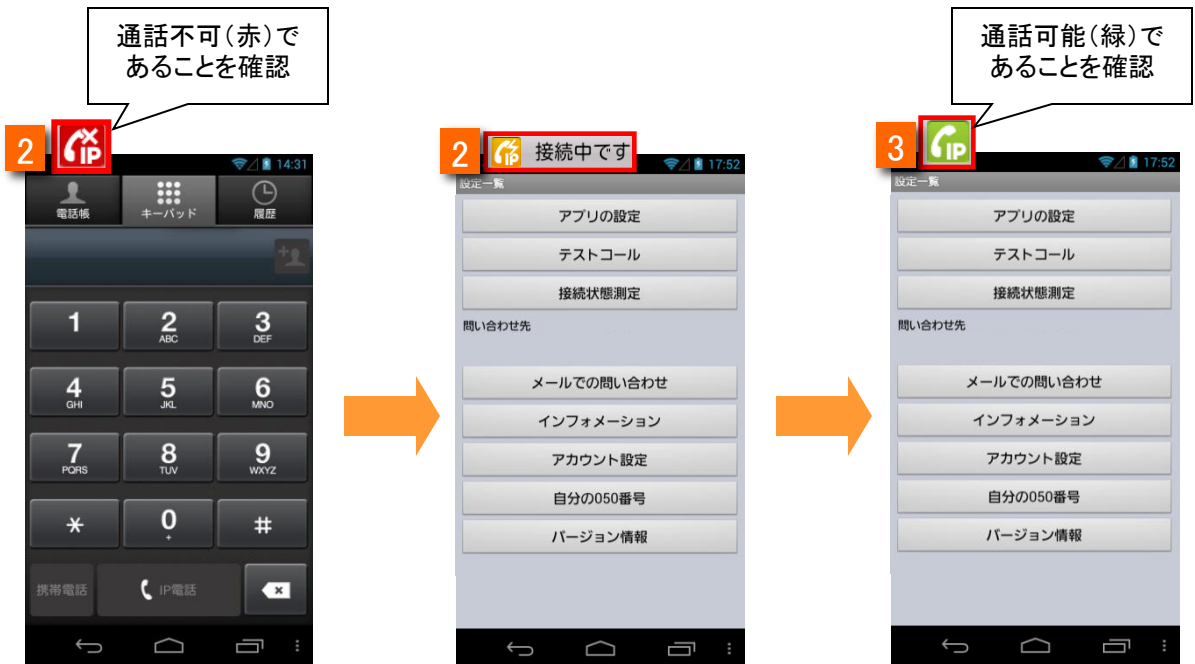 通話不可（赤）で
あることを確認
2
IP
14:31
電話帳
キーパッド
履歴
1
2
ABC
3
DEF
4
GHI
5
JKL
6
MNO
7
PQRS
8
TUV
9
WXYZ
*
0
+
#
携帯電話
IP電話
2
IP
接続中です
17:52
設定一覧
アプリの設定
テストコール
接続状態測定
問い合わせ先
メールでの問い合わせ
インフォメーション
アカウント設定
自分の050番号
バージョン情報
通話可能（緑）で
あることを確認
3
IP
17:52
設定一覧
アプリの設定
テストコール
接続状態測定
問い合わせ先
メールでの問い合わせ
インフォメーション
アカウント設定
自分の050番号
バージョン情報